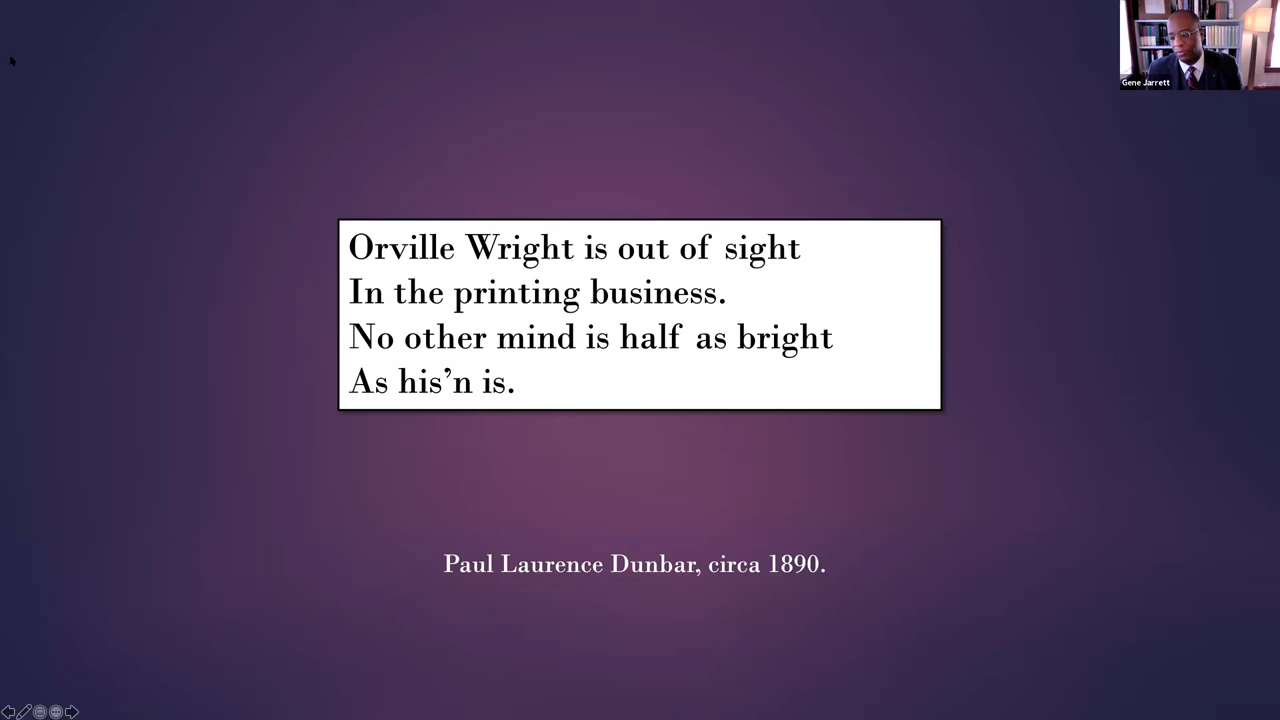 Gene Jarrett
Orville Wright is out of sight
In the printing business.
No other mind is half as bright
As his’n is.
Paul Laurence Dunbar, circa 1890.